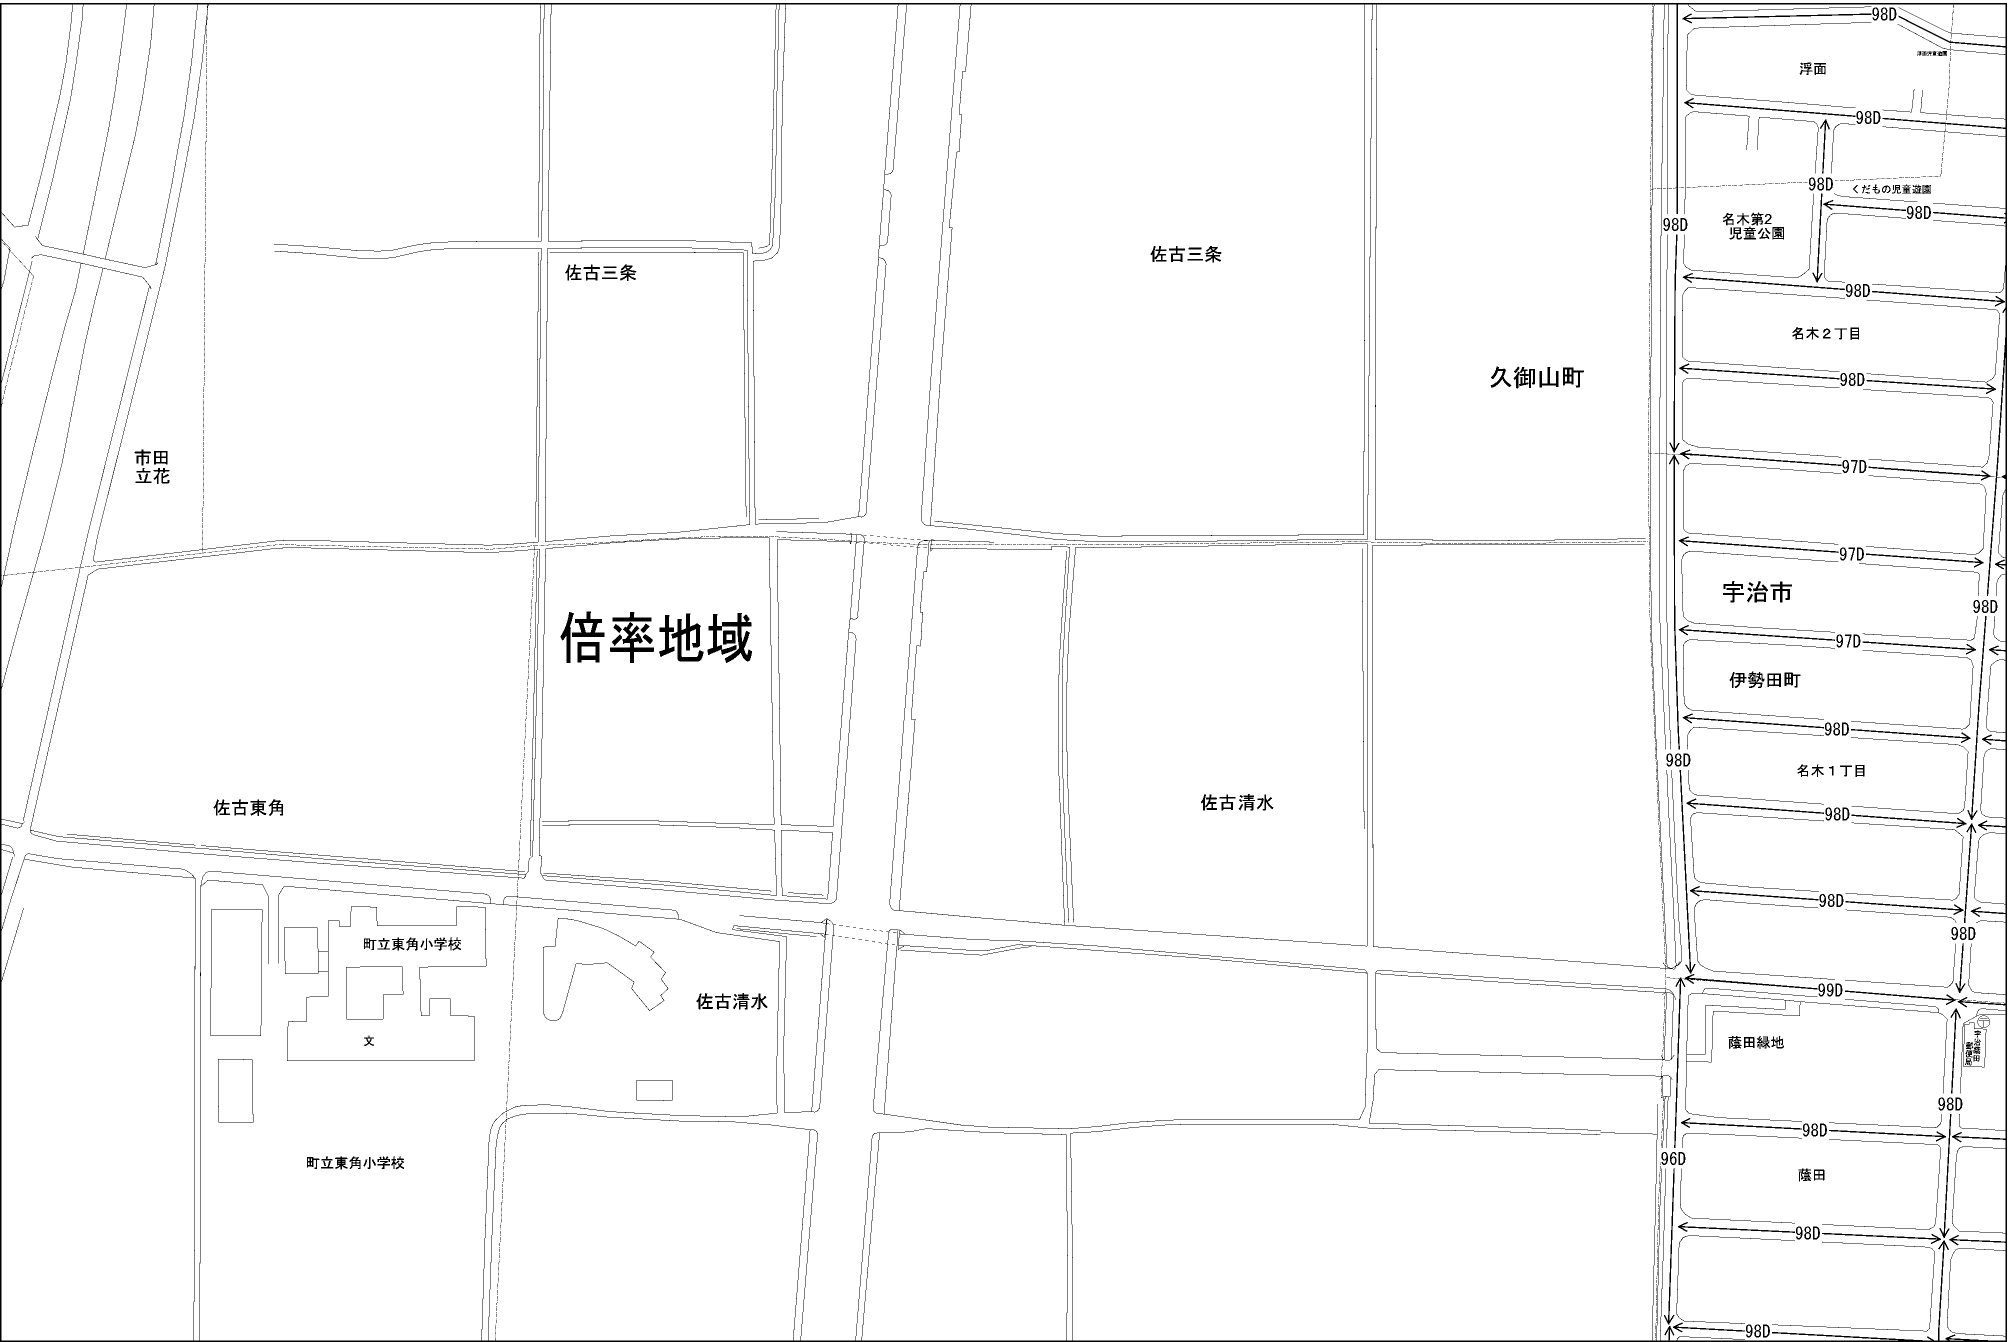 98D
浮面
98D
98D
くだもの児童遊園
98D
名木第2
児童公園
98D
佐古三条
佐古三条
98D
名木２丁目
98D
久御山町
市田
立花
97D
97D
宇治市
98D
倍率地域
97D
伊勢田町
98D
98D
名木１丁目
佐古東角
佐古清水
98D
98D
98D
町立東角小学校
佐古清水
99D
文
蔭田緑地
98D
98D
96D
町立東角小学校
蔭田
98D
98D